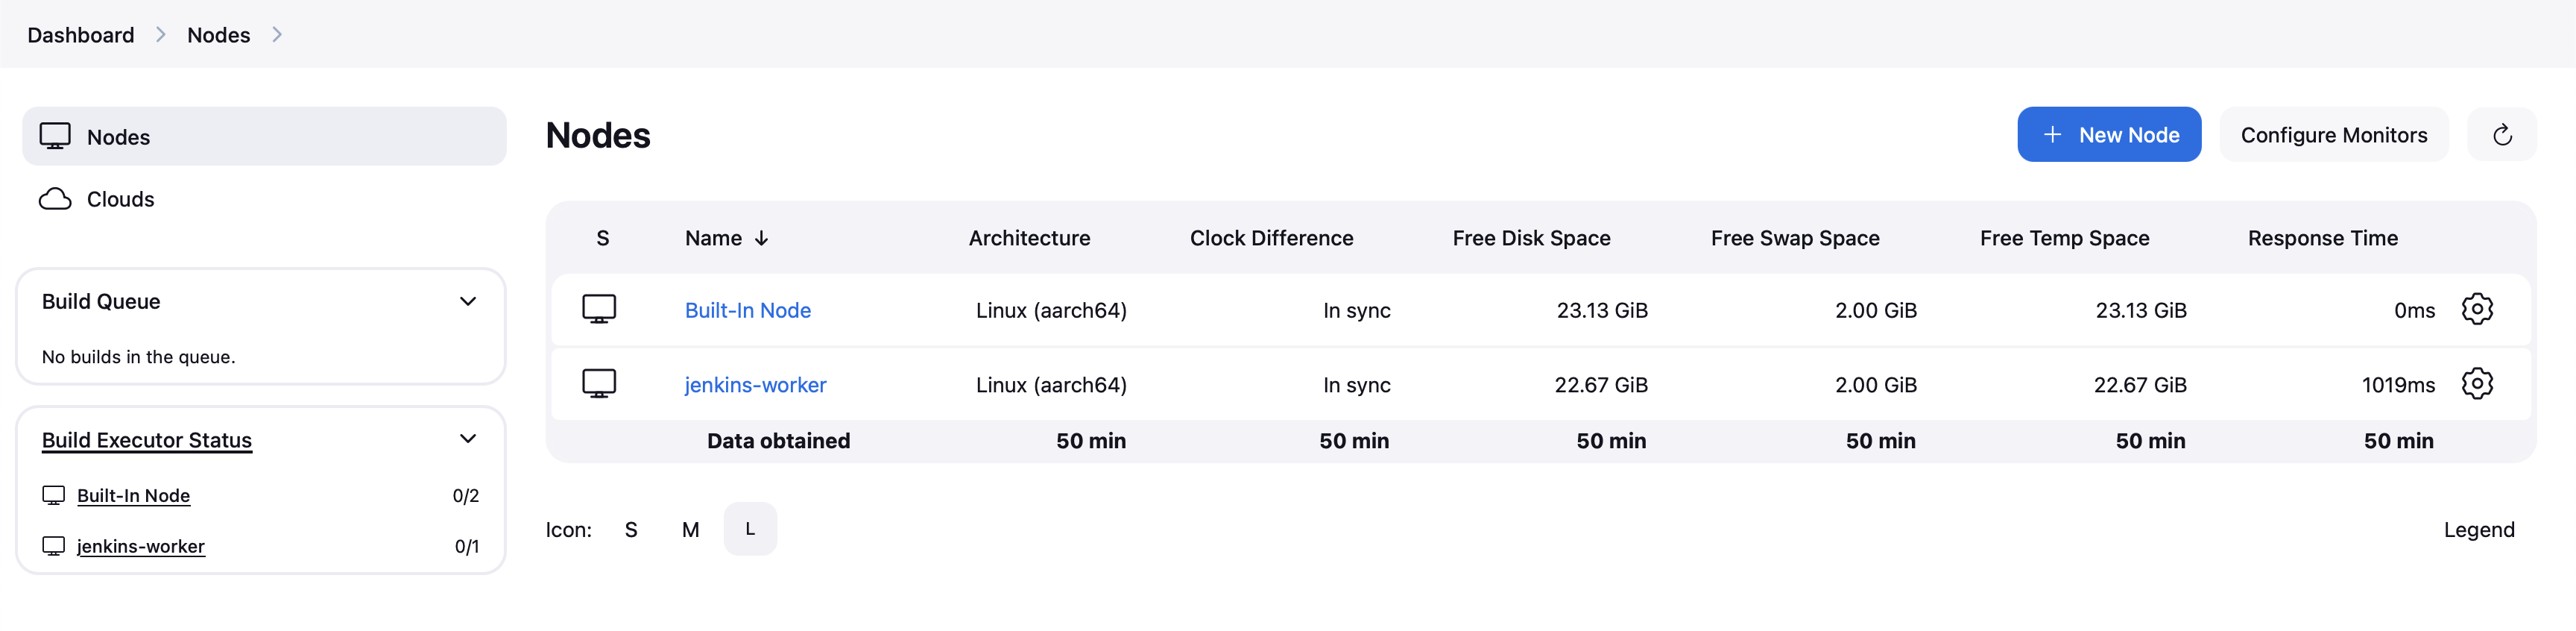 Dashboard > Nodes >
Nodes
Clouds
Build Queue
No builds in the queue.
Build Executor Status
Built-In Node 0/2
jenkins-worker 0/1
Nodes
+ New Node
Configure Monitors
S Name ↓ Architecture Clock Difference Free Disk Space Free Swap Space Free Temp Space Response Time
Built-In Node Linux (aarch64) In sync 23.13 GiB 2.00 GiB 23.13 GiB 0ms
jenkins-worker Linux (aarch64) In sync 22.67 GiB 2.00 GiB 22.67 GiB 1019ms
Data obtained 50 min 50 min 50 min 50 min 50 min 50 min
Icon: S M L
Legend